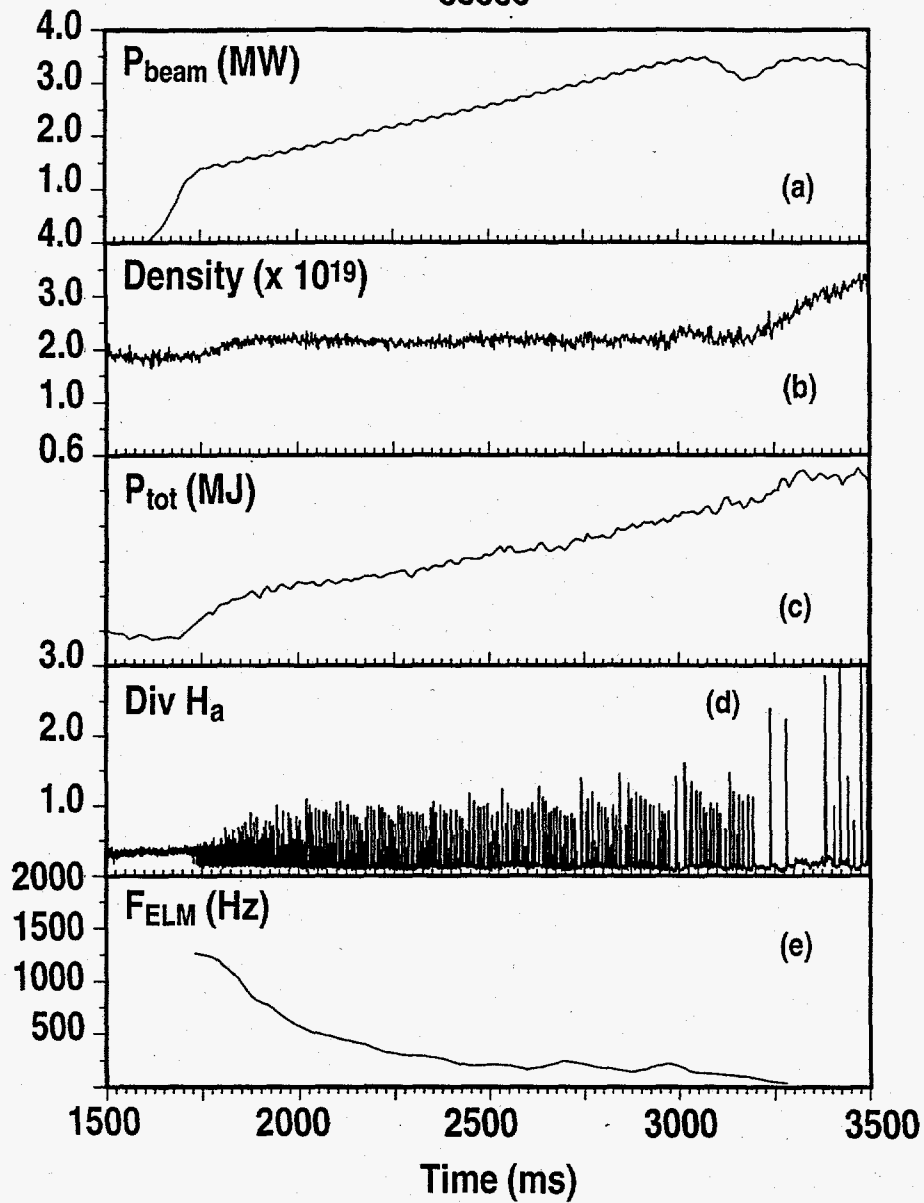 4.0
P_beam (MW)
3.0
2.0
1.0
(a)
4.0
Density (x 10^19)
3.0
2.0
1.0
(b)
0.6
P_tot (MJ)
(c)
3.0
Div H_a
(d)
2.0
1.0
2000
F_ELM (Hz)
1500
(e)
1000
500
1500 2000 2500 3000 3500
Time (ms)